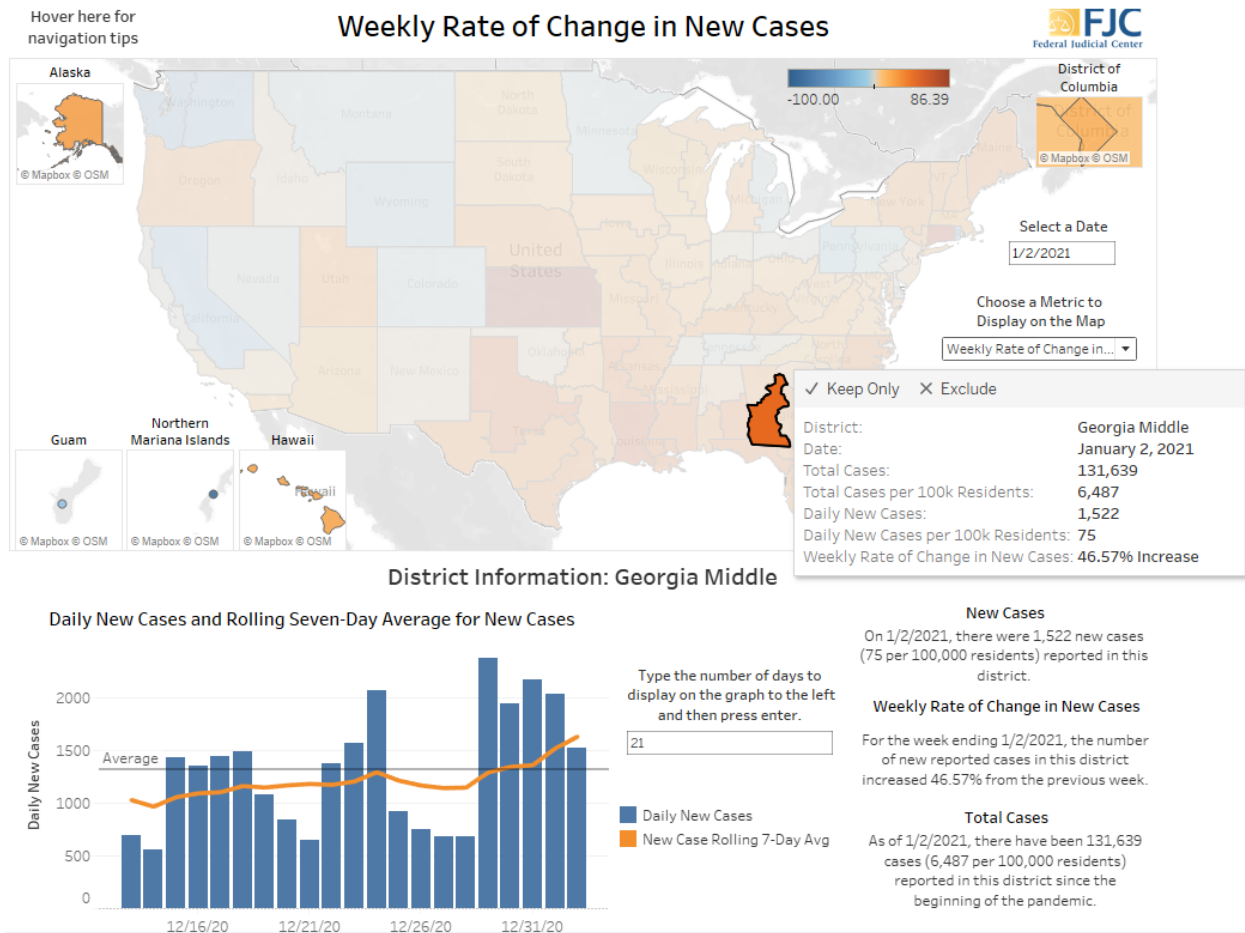 Hover here for
navigation tips
Weekly Rate of Change in New Cases
FJC
Federal Judicial Center
Alaska
© Mapbox © OSM
-100.00
86.39
District of
Columbia
District of
Columbia
© Mapbox © OSM
Washington
Montana
North
Dakota
Minnesota
Oregon
Idaho
South
Dakota
Wisconsin
Michigan
Maine
VT
New York
Wyoming
Iowa
Pennsylvania
Nevada
Utah
Colorado
United
States
Illinois
Indiana
Ohio
West
Virginia
California
Missouri
Kentucky
Arizona
New Mexico
Oklahoma
Arkansas
Tennessee
North
Carolina
Mississippi
Texas
Louisiana
Select a Date
1/2/2021
Choose a Metric to
Display on the Map
Weekly Rate of Change in...
Keep Only
Exclude
District: Georgia Middle
Date: January 2, 2021
Total Cases: 131,639
Total Cases per 100k Residents: 6,487
Daily New Cases: 1,522
Daily New Cases per 100k Residents: 75
Weekly Rate of Change in New Cases: 46.57% Increase
Guam
© Mapbox © OSM
Northern
Mariana Islands
© Mapbox © OSM
Hawaii
Hawaii
© Mapbox © OSM
District Information: Georgia Middle
Daily New Cases and Rolling Seven-Day Average for New Cases
Daily New Cases
2000
1500
1000
500
0
Average
12/16/20
12/21/20
12/26/20
12/31/20
Type the number of days to
display on the graph to the left
and then press enter.
21
Daily New Cases
New Case Rolling 7-Day Avg
New Cases
On 1/2/2021, there were 1,522 new cases
(75 per 100,000 residents) reported in this
district.
Weekly Rate of Change in New Cases
For the week ending 1/2/2021, the number
of new reported cases in this district
increased 46.57% from the previous week.
Total Cases
As of 1/2/2021, there have been 131,639
cases (6,487 per 100,000 residents)
reported in this district since the
beginning of the pandemic.